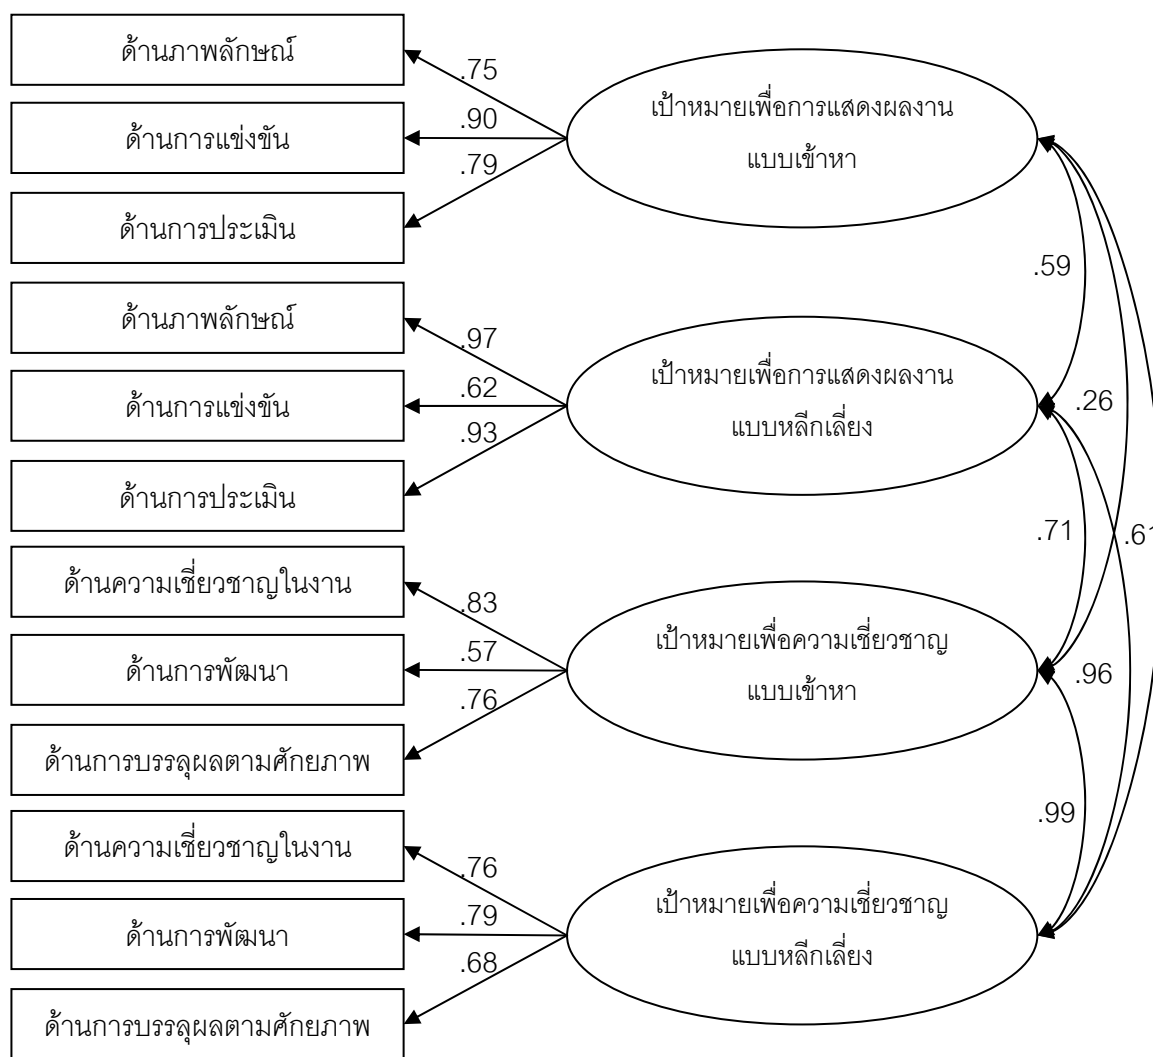 ด้านภาพลักษณ์
.75
เป้าหมายเพื่อการแสดงผลงาน
แบบเข้าหา
ด้านการแข่งขัน
.90
ด้านการประเมิน
.79
.59
ด้านภาพลักษณ์
.97
เป้าหมายเพื่อการแสดงผลงาน
แบบหลีกเลี่ยง
ด้านการแข่งขัน
.62
.26
ด้านการประเมิน
.93
.71
.61
ด้านความเชี่ยวชาญในงาน
.83
เป้าหมายเพื่อความเชี่ยวชาญ
แบบเข้าหา
ด้านการพัฒนา
.57
.96
ด้านการบรรลุผลตามศักยภาพ
.76
.99
ด้านความเชี่ยวชาญในงาน
.76
เป้าหมายเพื่อความเชี่ยวชาญ
แบบหลีกเลี่ยง
ด้านการพัฒนา
.79
ด้านการบรรลุผลตามศักยภาพ
.68